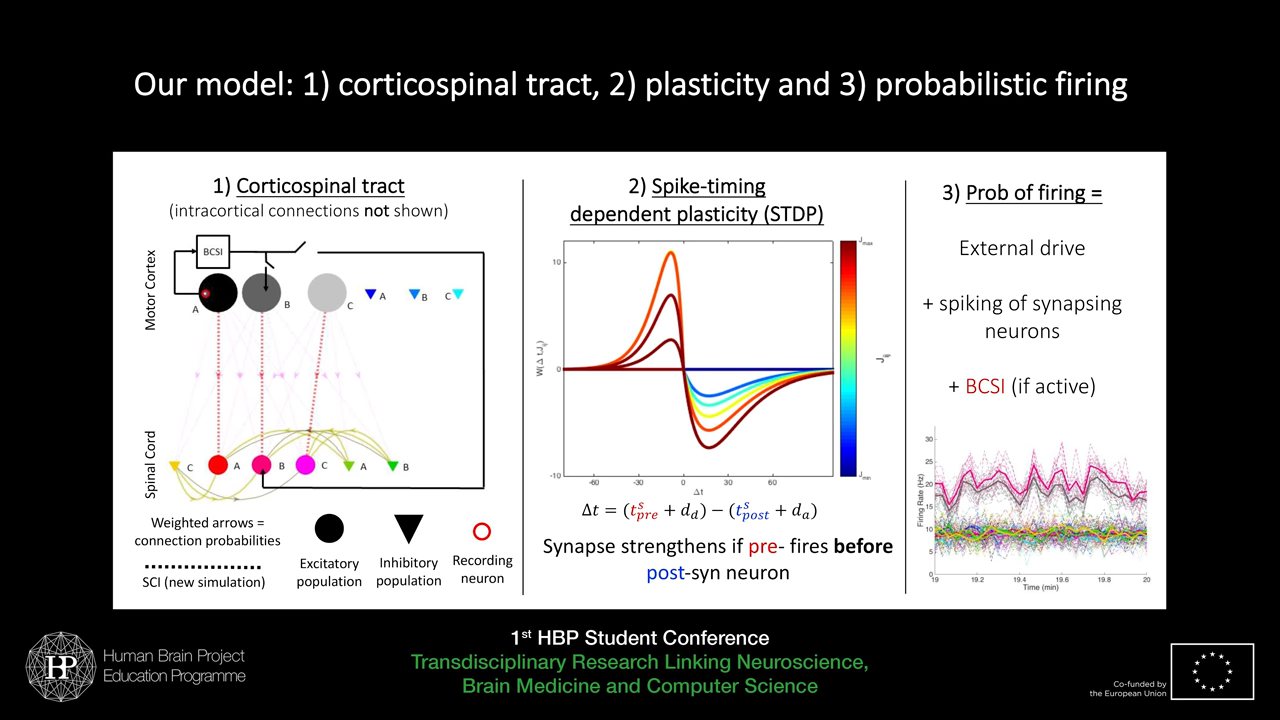 Our model: 1) corticospinal tract, 2) plasticity and 3) probabilistic firing
1) Corticospinal tract
(intracortical connections not shown)
BCSI
Motor Cortex
A
B
C
A
B
C
Spinal Cord
C
A
B
C
A
B
Weighted arrows =
connection probabilities
SCI (new simulation)
Excitatory
population
Inhibitory
population
Recording
neuron
2) Spike-timing
dependent plasticity (STDP)
10
0
-10
W(Δ t,J_ij)
-60
-30
0
30
60
Δt
J_max
J_min
Δt = (t^s_pre + d_d) − (t^s_post + d_a)
Synapse strengthens if pre- fires before
post-syn neuron
3) Prob of firing =
External drive
+ spiking of synapsing
neurons
+ BCSI (if active)
Firing Rate (Hz)
30
25
20
15
10
5
0
19
19.2
19.4
19.6
19.8
20
Time (min)
HP
Human Brain Project
Education Programme
1st HBP Student Conference
Transdisciplinary Research Linking Neuroscience,
Brain Medicine and Computer Science
Co-funded by
the European Union